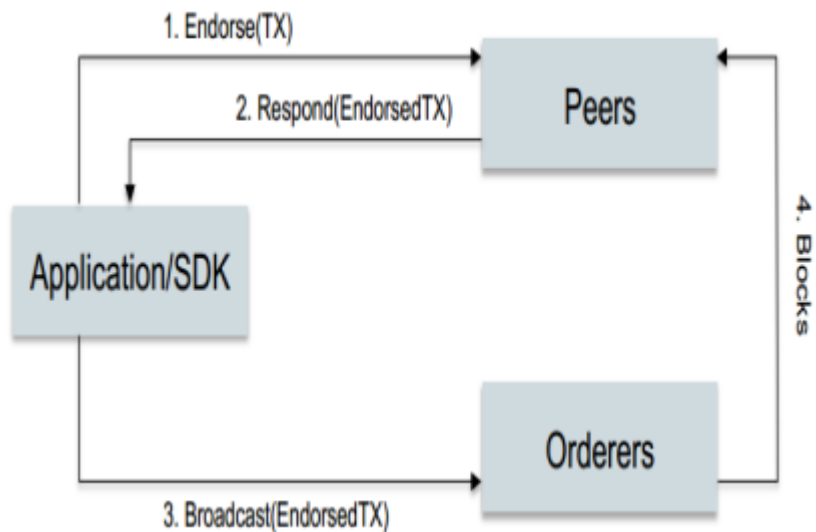 1. Endorse(TX)
2. Respond(EndorsedTX)
Peers
Application/SDK
4. Blocks
Orderers
3. Broadcast(EndorsedTX)